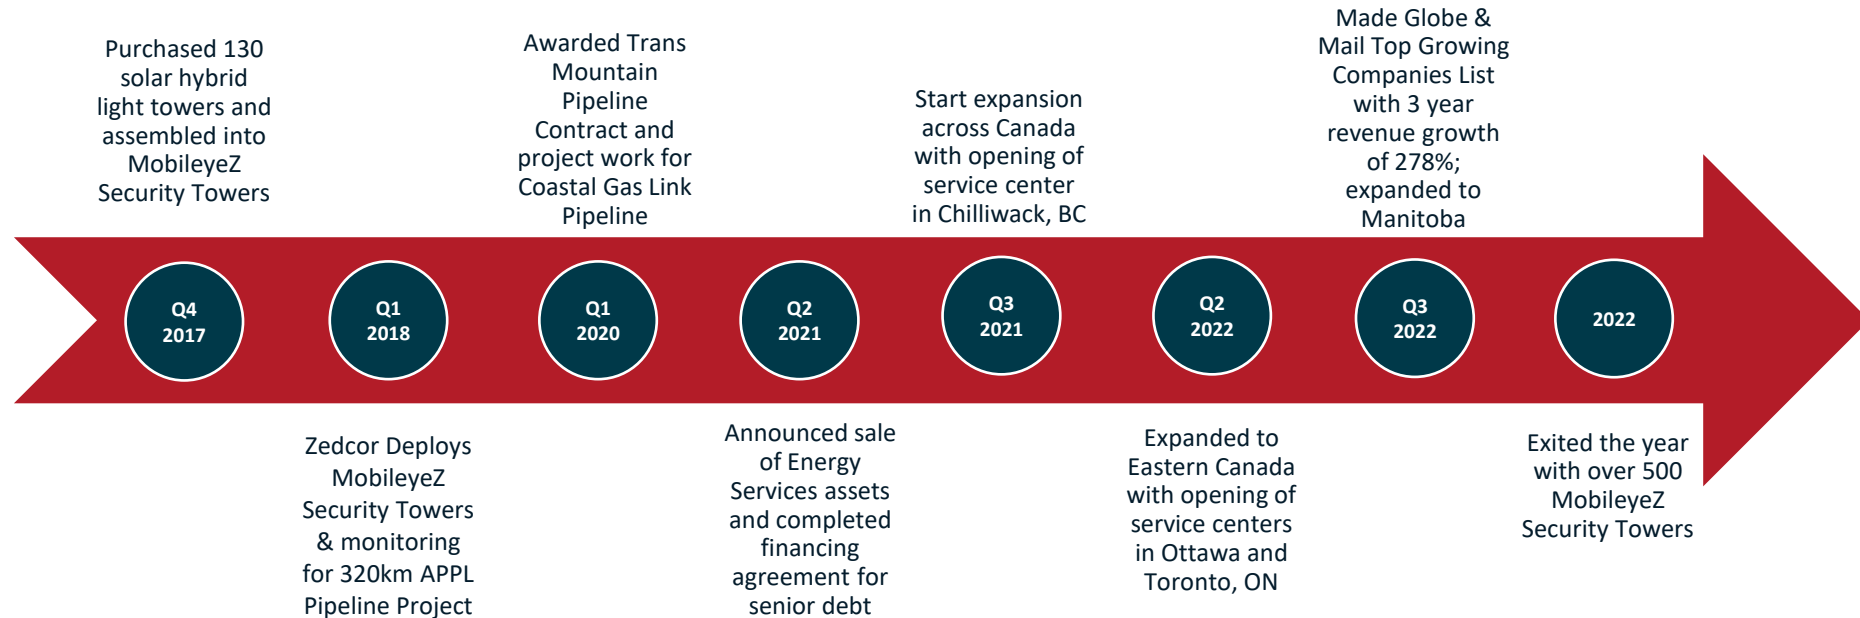 Purchased 130
solar hybrid
light towers and
assembled into
MobileyeZ
Security Towers
Awarded Trans
Mountain
Pipeline
Contract and
project work for
Coastal Gas Link
Pipeline
Start expansion
across Canada
with opening of
service center
in Chilliwack, BC
Made Globe &
Mail Top Growing
Companies List
with 3 year
revenue growth
of 278%;
expanded to
Manitoba
Q4
2017
Q1
2018
Q1
2020
Q2
2021
Q3
2021
Q2
2022
Q3
2022
2022
Zedcor Deploys
MobileyeZ
Security Towers
& monitoring
for 320km APPL
Pipeline Project
Announced sale
of Energy
Services assets
and completed
financing
agreement for
senior debt
Expanded to
Eastern Canada
with opening of
service centers
in Ottawa and
Toronto, ON
Exited the year
with over 500
MobileyeZ
Security Towers